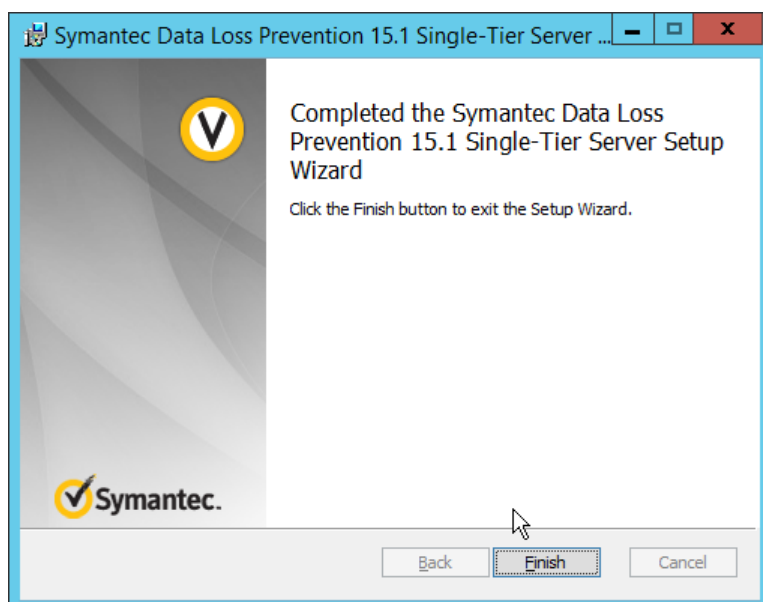 Symantec Data Loss Prevention 15.1 Single-Tier Server ...
Completed the Symantec Data Loss
Prevention 15.1 Single-Tier Server Setup
Wizard
Click the Finish button to exit the Setup Wizard.
Symantec.
Back Finish Cancel